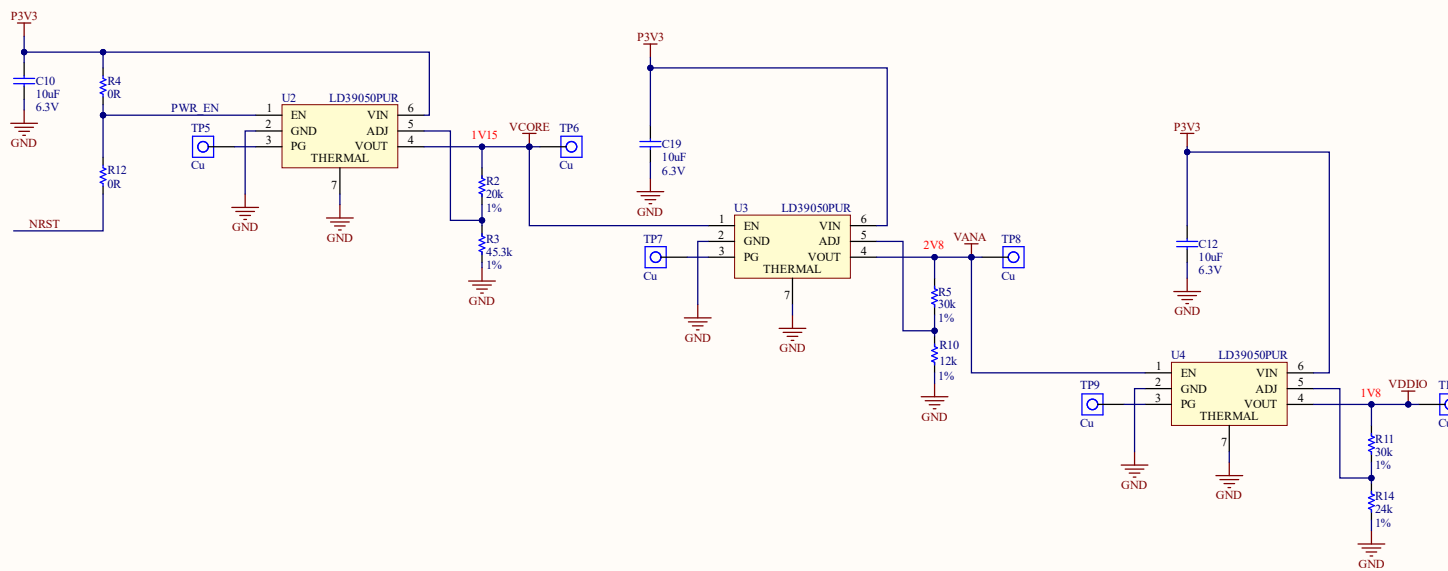 P3V3
C10
10uF
6.3V
GND
R4
0R
PWR_EN
R12
0R
NRST
TP5
Cu
U2 LD39050PUR
1 EN VIN 6
2 GND ADJ 5
3 PG VOUT 4
THERMAL
7
GND
GND
1V15
VCORE
TP6
Cu
R2
20k
1%
R3
45.3k
1%
GND
P3V3
C19
10uF
6.3V
GND
TP7
Cu
U3 LD39050PUR
1 EN VIN 6
2 GND ADJ 5
3 PG VOUT 4
THERMAL
7
GND
GND
2V8
VANA
TP8
Cu
R5
30k
1%
R10
12k
1%
GND
P3V3
C12
10uF
6.3V
GND
TP9
Cu
U4 LD39050PUR
1 EN VIN 6
2 GND ADJ 5
3 PG VOUT 4
THERMAL
7
GND
GND
1V8
VDDIO
Cu
R11
30k
1%
R14
24k
1%
GND